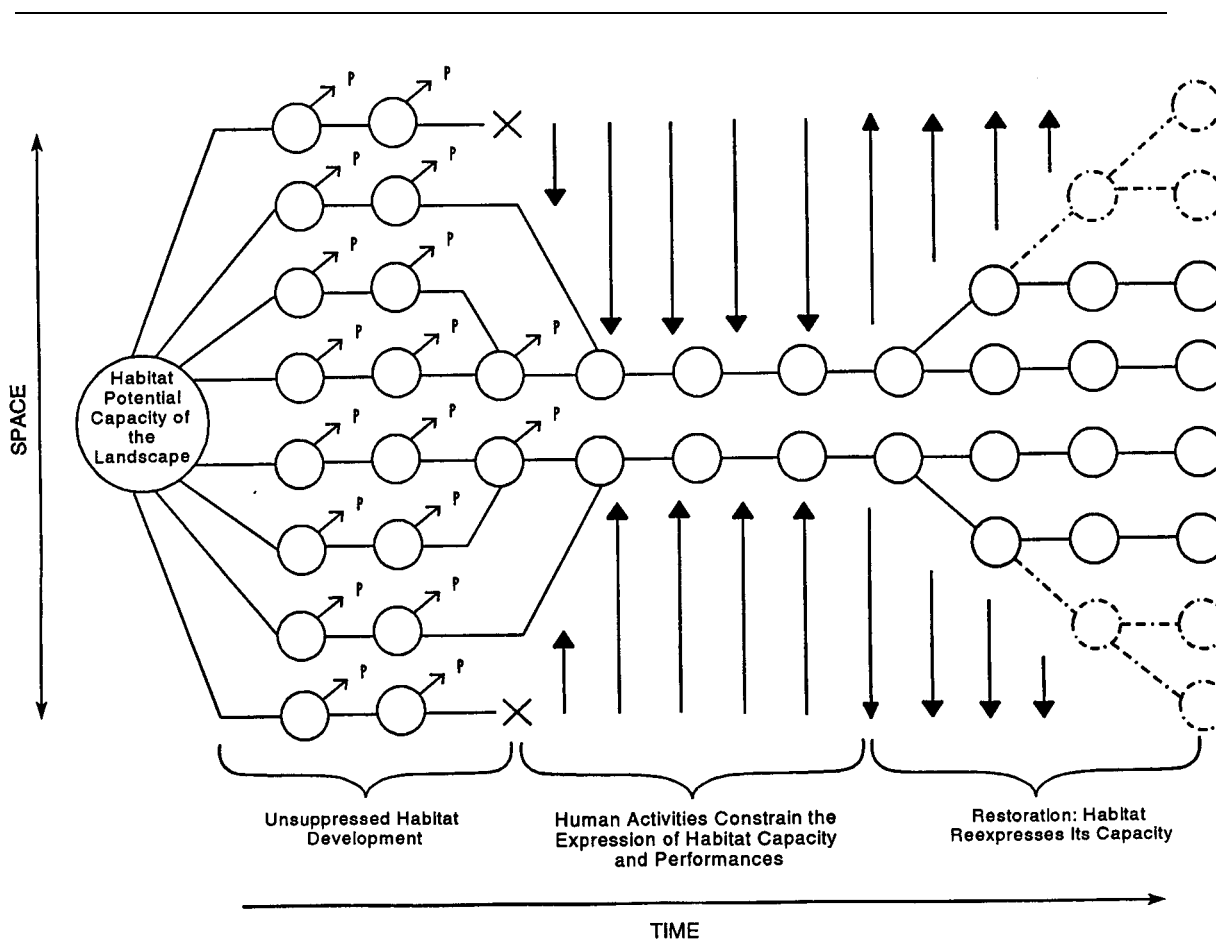 P P
P P
P P
P P P
SPACE
Habitat
Potential
Capacity of
the
Landscape
P P P
P P
P P
P P
Unsuppressed Habitat
Development
Human Activities Constrain the
Expression of Habitat Capacity
and Performances
Restoration: Habitat
Reexpresses Its Capacity
TIME